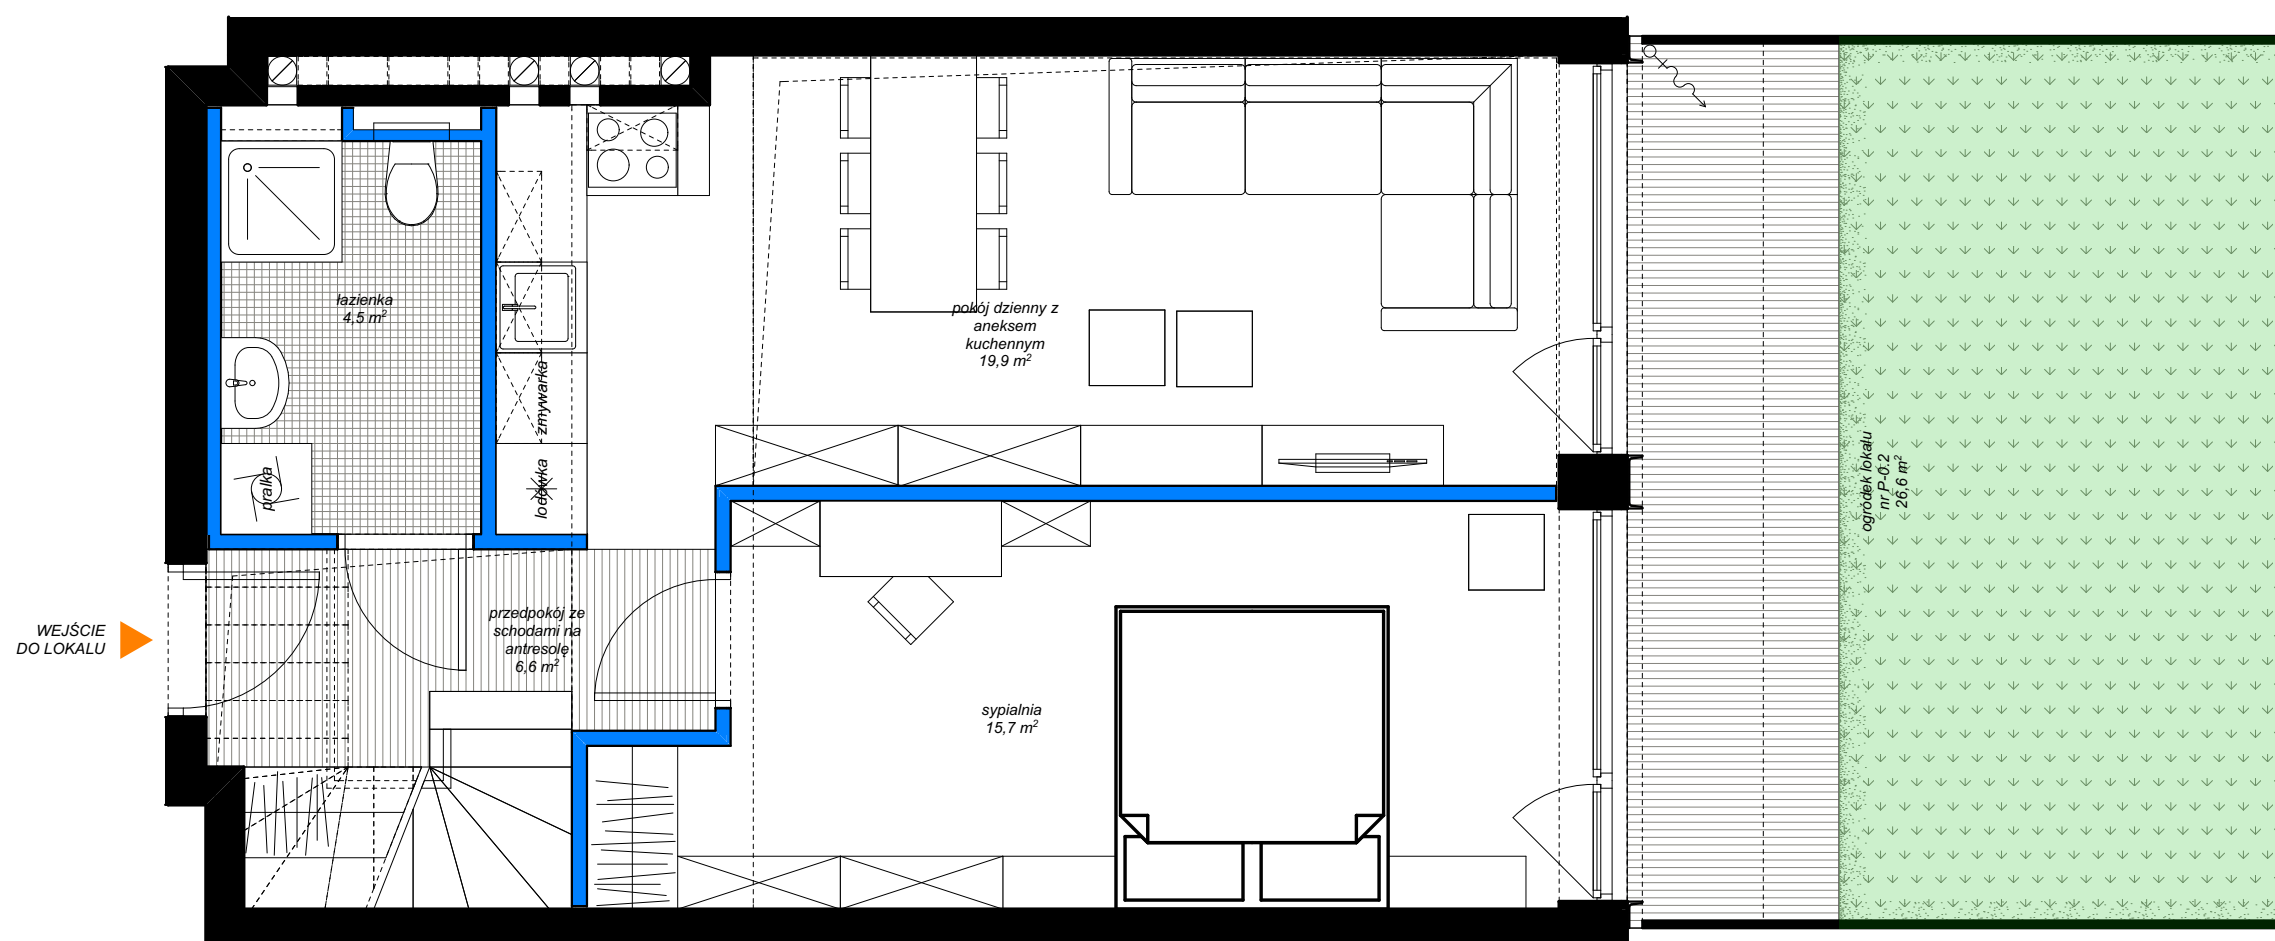 łazienka
4,5 m²
pralka
zmywarka
lodówka
pokój dzienny z
aneksem
kuchennym
19,9 m²
WEJŚCIE
DO LOKALU
przedpokój ze
schodami na
antresolę
6,6 m²
sypialnia
15,7 m²
ogródek lokalu
nr P-0.2
26,6 m²